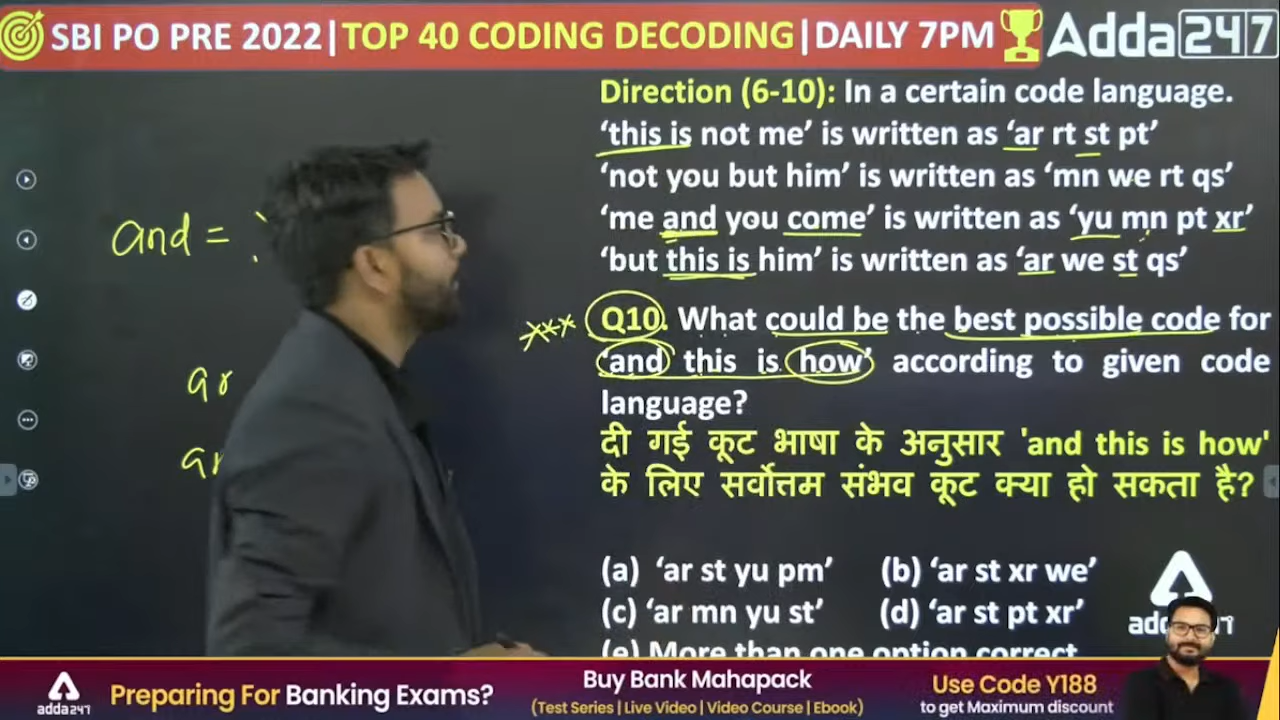 SBI PO PRE 2022|TOP 40 CODING DECODING|DAILY 7PM
Adda247
Direction (6-10): In a certain code language.
‘this is not me’ is written as ‘ar rt st pt’
‘not you but him’ is written as ‘mn we rt qs’
and =
‘me and you come’ is written as ‘yu mn pt xr’
‘but this is him’ is written as ‘ar we st qs’
Q10. What could be the best possible code for
‘and this is how’ according to given code
language?
ar
दी गई कूट भाषा के अनुसार 'and this is how'
के लिए सर्वोत्तम संभव कूट क्या हो सकता है?
(a) ‘ar st yu pm’ (b) ‘ar st xr we’
(c) ‘ar mn yu st’ (d) ‘ar st pt xr’
(e) More than one option correct
adda247
Preparing For Banking Exams?
Buy Bank Mahapack
(Test Series | Live Video | Video Course | Ebook)
Use Code Y188
to get Maximum discount